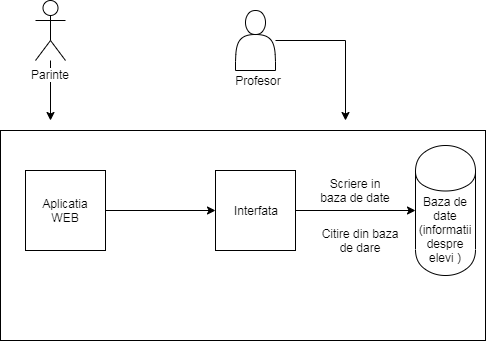 Parinte
Profesor
Aplicatia
WEB
Interfata
Scriere in
baza de date
Citire din baza
de dare
Baza de
date
(informatii
despre
elevi )